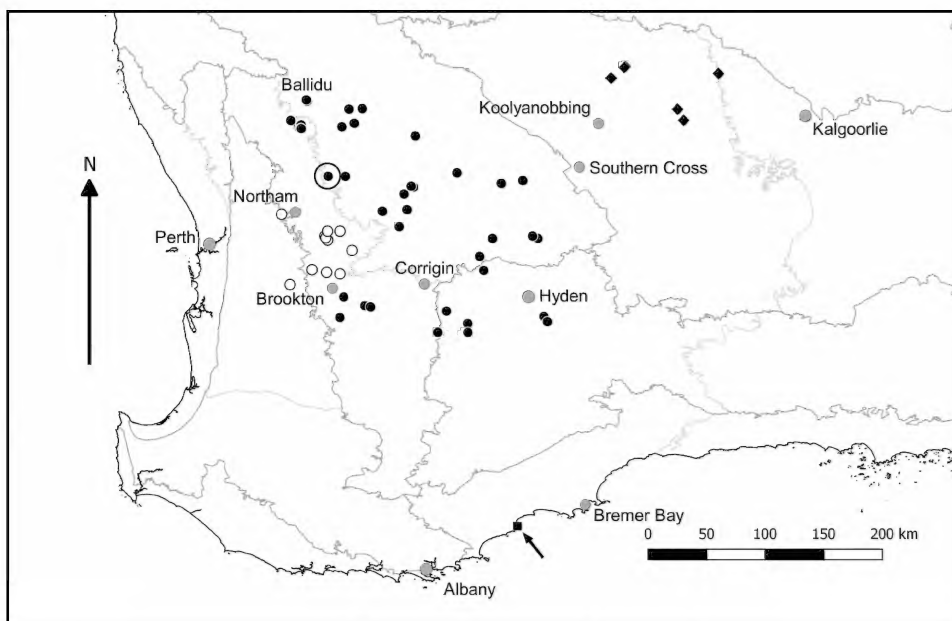 Ballidu
Koolyanobbing
Kalgoorlie
N
Southern Cross
Northam
Perth
Corrigin
Brookton
Hyden
Bremer Bay
0 50 100 150 200 km
Albany